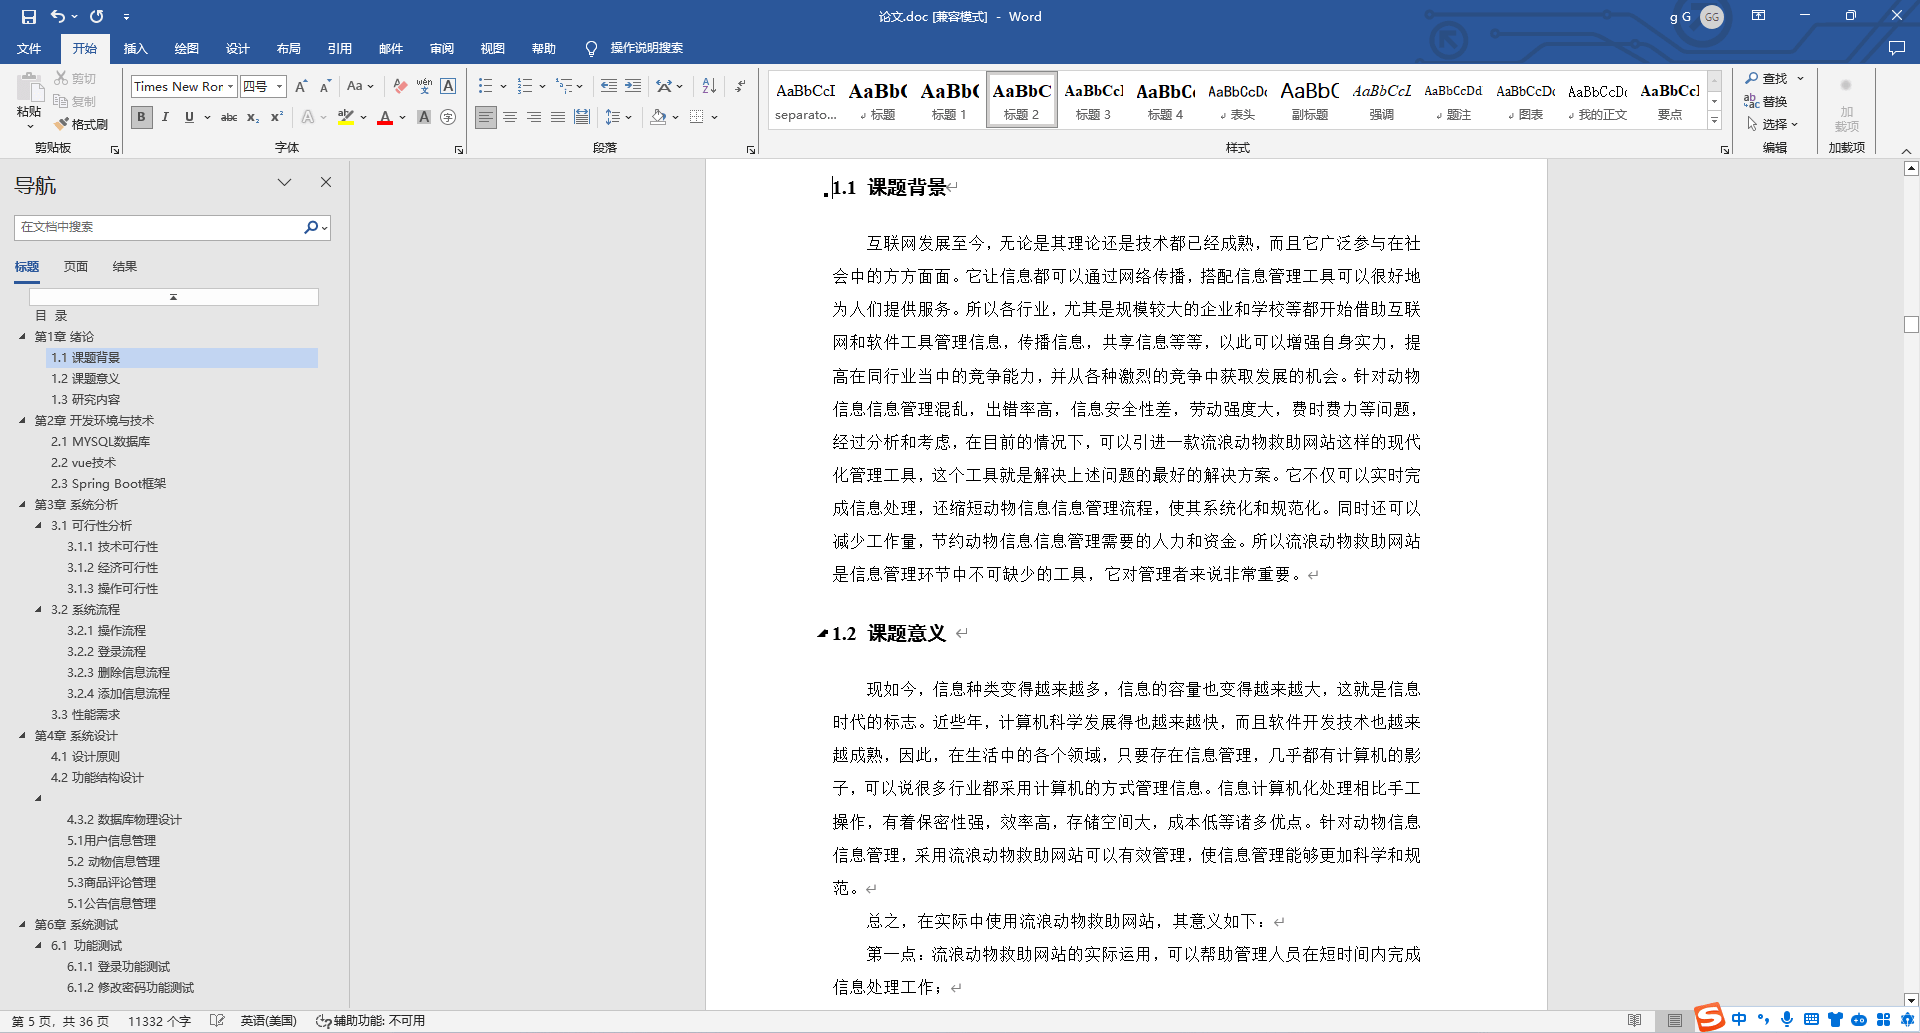 论文.doc [兼容模式] - Word
g G
GG
文件 开始 插入 绘图 设计 布局 引用 邮件 审阅 视图 帮助 操作说明搜索
粘贴 剪切 复制 格式刷 剪贴板
Times New Ror 四号
字体
段落
AaBbCcI AaBb( AaBb( AaBbC AaBbCcI AaBbC( AaBbCcDc AaBbC AaBbCcL AaBbCcDd AaBbCcDc AaBbCcDc AaBbCcI
separato... 标题 标题 1 标题 2 标题 3 标题 4 表头 副标题 强调 题注 图表 我的正文 要点
样式
查找
替换
选择
编辑
加载项
加载项
导航
在文档中搜索
标题 页面 结果
目 录
第1章 绪论
1.1 课题背景
1.2 课题意义
1.3 研究内容
第2章 开发环境与技术
2.1 MYSQL数据库
2.2 vue技术
2.3 Spring Boot框架
第3章 系统分析
3.1 可行性分析
3.1.1 技术可行性
3.1.2 经济可行性
3.1.3 操作可行性
3.2 系统流程
3.2.1 操作流程
3.2.2 登录流程
3.2.3 删除信息流程
3.2.4 添加信息流程
3.3 性能需求
第4章 系统设计
4.1 设计原则
4.2 功能结构设计
4.3.2 数据库物理设计
5.1用户信息管理
5.2 动物信息管理
5.3商品评论管理
5.1公告信息管理
第6章 系统测试
6.1 功能测试
6.1.1 登录功能测试
6.1.2 修改密码功能测试
1.1 课题背景
互联网发展至今，无论是其理论还是技术都已经成熟，而且它广泛参与在社
会中的方方面面。它让信息都可以通过网络传播，搭配信息管理工具可以很好地
为人们提供服务。所以各行业，尤其是规模较大的企业和学校等都开始借助互联
网和软件工具管理信息，传播信息，共享信息等等，以此可以增强自身实力，提
高在同行业当中的竞争能力，并从各种激烈的竞争中获取发展的机会。针对动物
信息信息管理混乱，出错率高，信息安全性差，劳动强度大，费时费力等问题，
经过分析和考虑，在目前的情况下，可以引进一款流浪动物救助网站这样的现代
化管理工具，这个工具就是解决上述问题的最好的解决方案。它不仅可以实时完
成信息处理，还缩短动物信息信息管理流程，使其系统化和规范化。同时还可以
减少工作量，节约动物信息信息管理需要的人力和资金。所以流浪动物救助网站
是信息管理环节中不可缺少的工具，它对管理者来说非常重要。
1.2 课题意义
现如今，信息种类变得越来越多，信息的容量也变得越来越大，这就是信息
时代的标志。近些年，计算机科学发展得也越来越快，而且软件开发技术也越来
越成熟，因此，在生活中的各个领域，只要存在信息管理，几乎都有计算机的影
子，可以说很多行业都采用计算机的方式管理信息。信息计算机化处理相比手工
操作，有着保密性强，效率高，存储空间大，成本低等诸多优点。针对动物信息
信息管理，采用流浪动物救助网站可以有效管理，使信息管理能够更加科学和规
范。
总之，在实际中使用流浪动物救助网站，其意义如下：
第一点：流浪动物救助网站的实际运用，可以帮助管理人员在短时间内完成
信息处理工作；
第 5 页，共 36 页 11332 个字 英语(美国) 辅助功能: 不可用
中